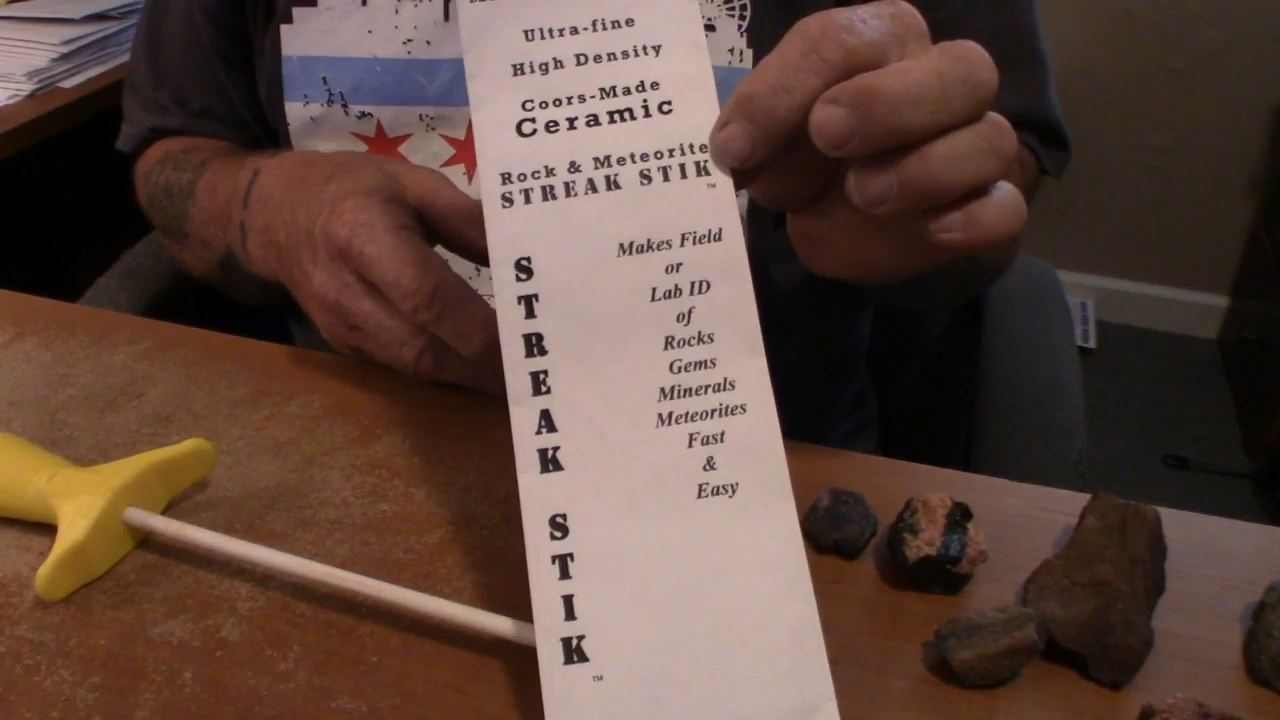 Ultra-fine
High Density
Coors-Made
Ceramic
Rock & Meteorite
STREAK STIK™
Makes Field
or
Lab ID
of
Rocks
Gems
Minerals
Meteorites
Fast
&
Easy
STREAK STIK™